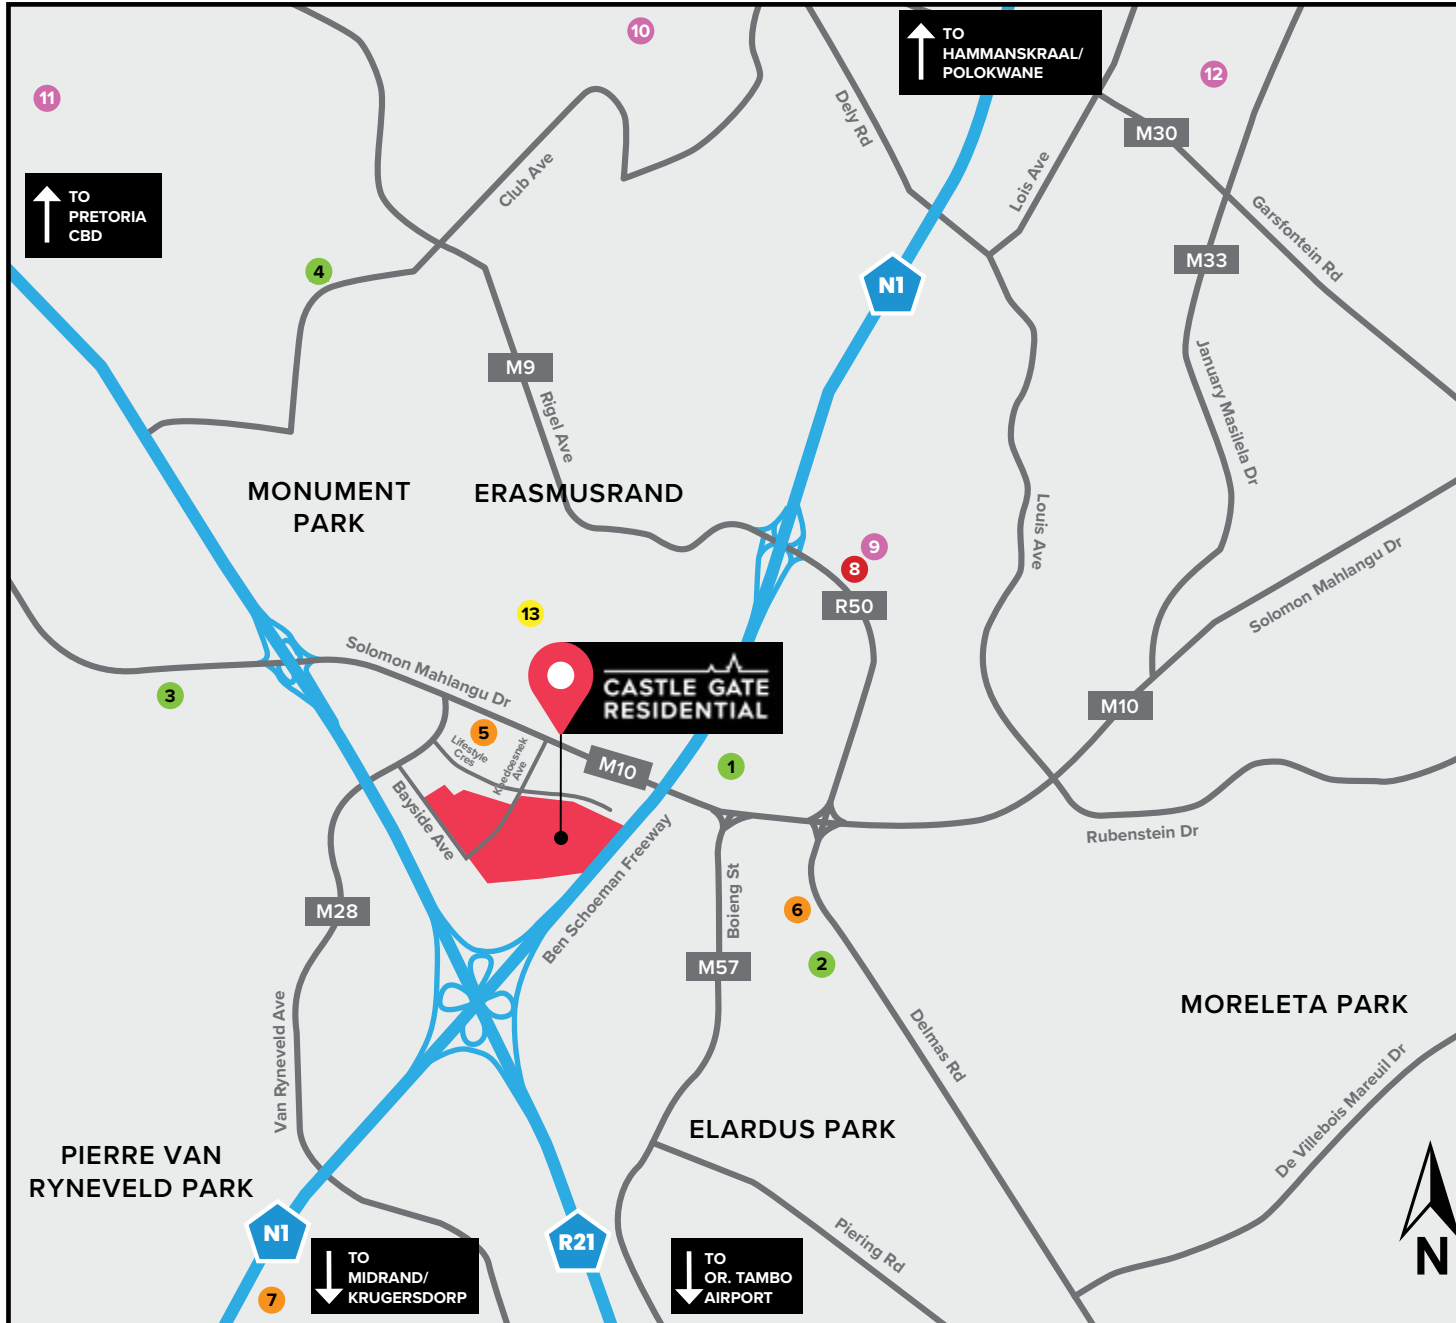 10
TO
HAMMANSKRAAL/
POLOKWANE
12
11
Dely Rd
M30
Club Ave
Lois Ave
TO
PRETORIA
CBD
Garsfontein Rd
4
M33
N1
M9
January Masilela Dr
Rigel Ave
MONUMENT
PARK
ERASMUSRAND
Louis Ave
9
8
Solomon Mahlangu Dr
R50
13
Solomon Mahlangu Dr
3
CASTLE GATE
RESIDENTIAL
M10
5
Lifestyle
Cres
Koedoesnek
Ave
M10
1
Bayside Ave
Rubenstein Dr
Ben Schoeman Freeway
Boieng St
M28
6
M57
2
MORELETA PARK
Van Ryneveld Ave
Delmas Rd
De Villebois Mareuil Dr
ELARDUS PARK
PIERRE VAN
RYNEVELD PARK
N1
R21
Piering Rd
N
TO
MIDRAND/
KRUGERSDORP
TO
OR. TAMBO
AIRPORT
7